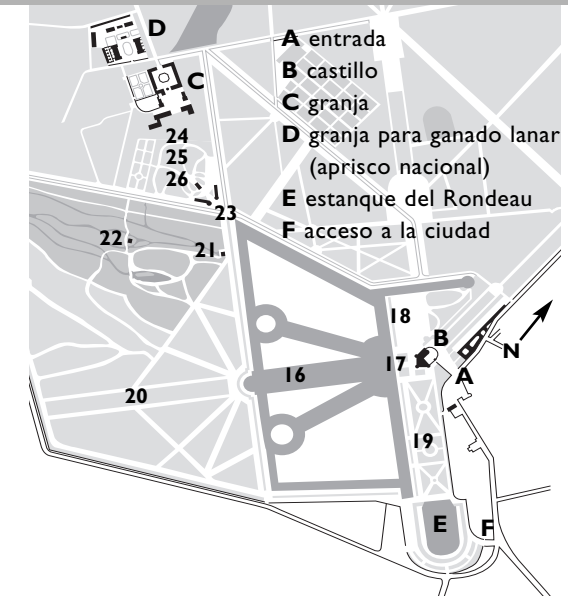 A entrada
B castillo
C granja
D granja para ganado lanar
(aprisco nacional)
E estanque del Rondeau
F acceso a la ciudad
D
C
24
25
26
23
22
21
18
B
N
17
16
A
20
19
E
F